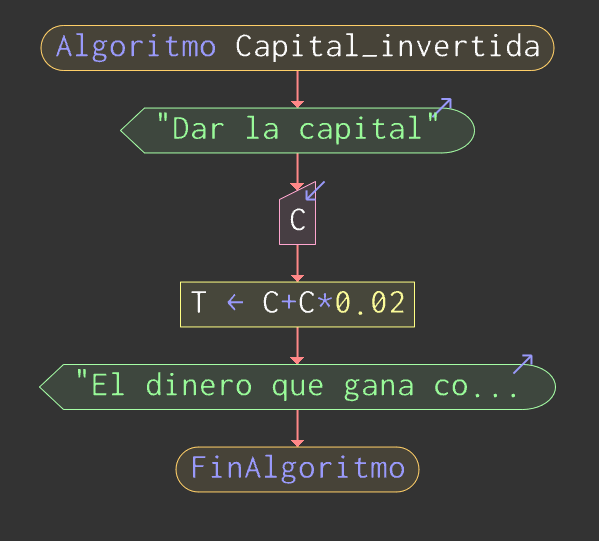 Algoritmo Capital_invertida
"Dar la capital"
C
T ← C+C*0.02
"El dinero que gana co...
FinAlgoritmo